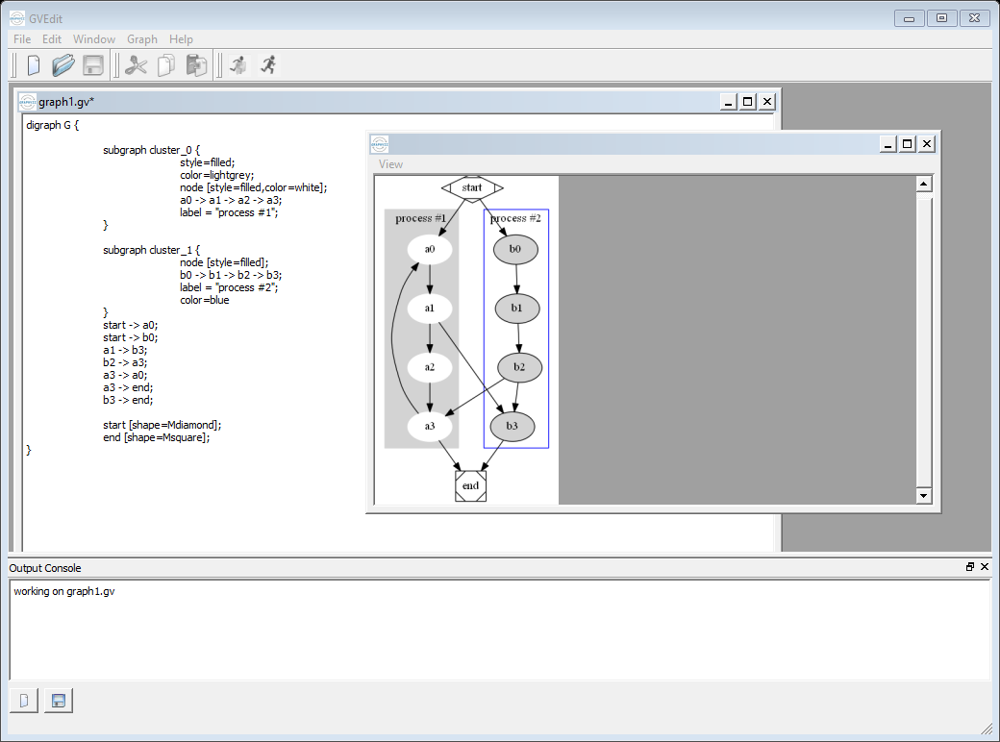 GVEdit
File Edit Window Graph Help
graph1.gv*
digraph G {
subgraph cluster_0 {
style=filled;
color=lightgrey;
node [style=filled,color=white];
a0 -> a1 -> a2 -> a3;
label = "process #1";
}
subgraph cluster_1 {
node [style=filled];
b0 -> b1 -> b2 -> b3;
label = "process #2";
color=blue
}
start -> a0;
start -> b0;
a1 -> b3;
b2 -> a3;
a3 -> a0;
a3 -> end;
b3 -> end;
start [shape=Mdiamond];
end [shape=Msquare];
}
View
start
process #1 process #2
a0 b0
a1 b1
a2 b2
a3 b3
end
Output Console
working on graph1.gv